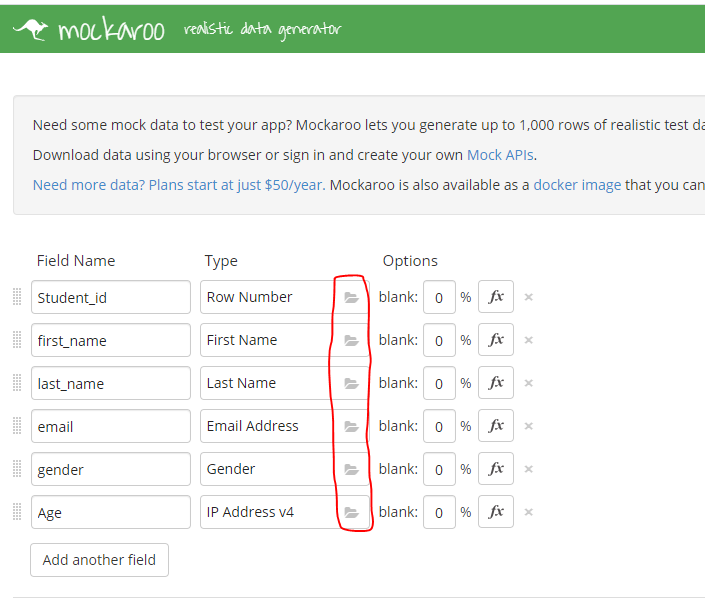 mockaroo realistic data generator
Need some mock data to test your app? Mockaroo lets you generate up to 1,000 rows of realistic test
Download data using your browser or sign in and create your own Mock APIs.
Need more data? Plans start at just $50/year. Mockaroo is also available as a docker image that you can
Field Name Type Options
Student_id Row Number blank: 0 % fx ×
first_name First Name blank: 0 % fx ×
last_name Last Name blank: 0 % fx ×
email Email Address blank: 0 % fx ×
gender Gender blank: 0 % fx ×
Age IP Address v4 blank: 0 % fx ×
Add another field